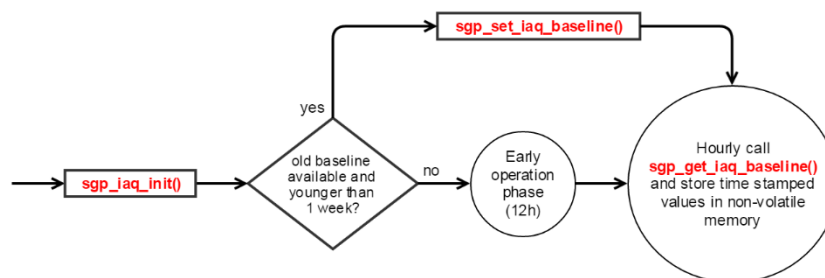 sgp_set_iaq_baseline()
yes
sgp_iaq_init()
old baseline
available and
younger than
1 week?
no
Early
operation
phase
(12h)
Hourly call
sgp_get_iaq_baseline()
and store time stamped
values in non-volatile
memory